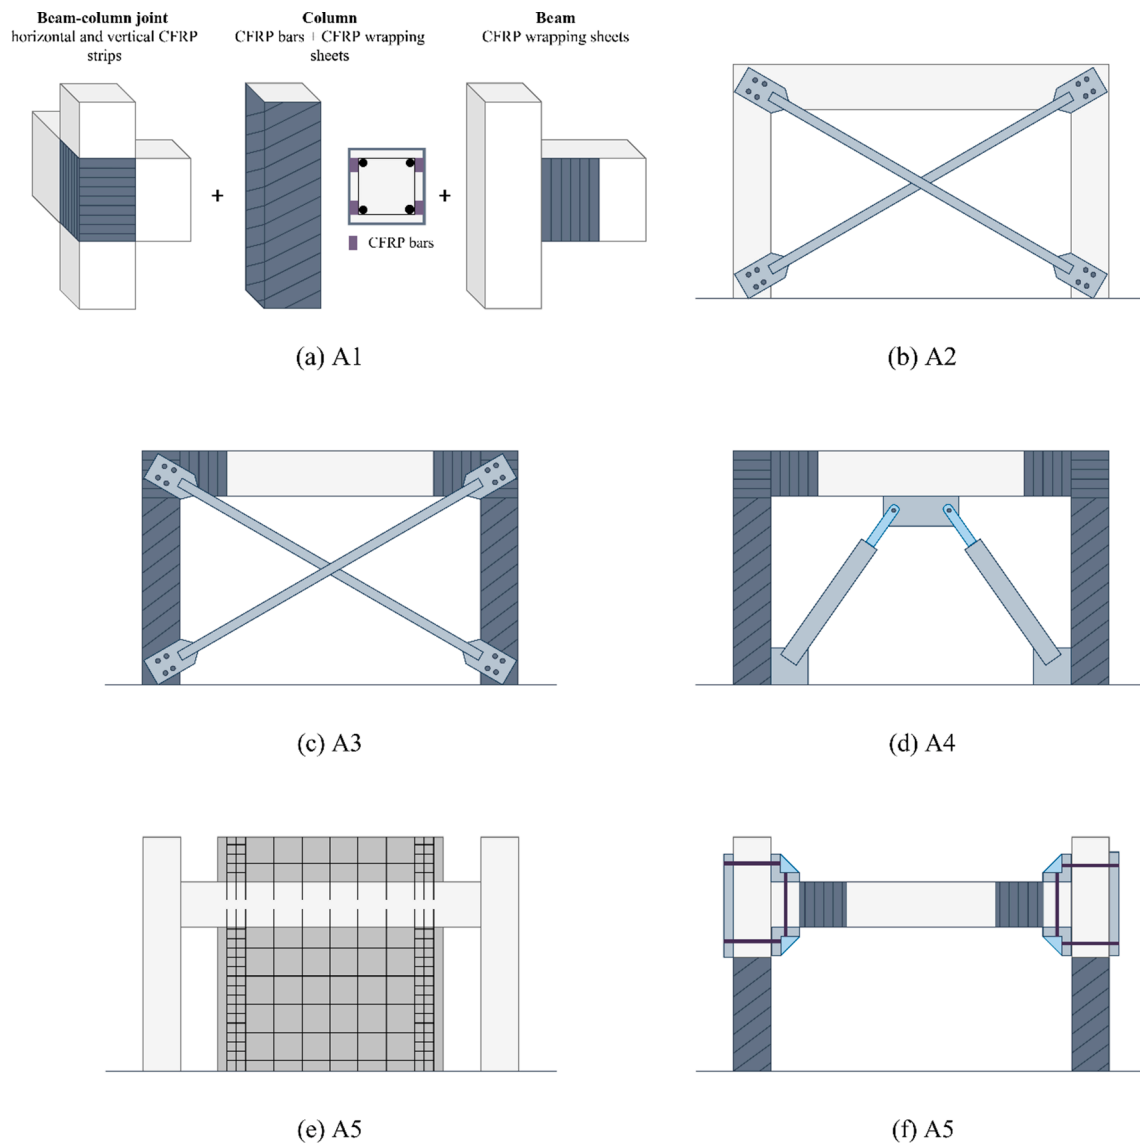 Beam-column joint
horizontal and vertical CFRP
strips
Column
CFRP bars + CFRP wrapping
sheets
Beam
CFRP wrapping sheets
+
+
CFRP bars
(a) A1
(b) A2
(c) A3
(d) A4
(e) A5
(f) A5